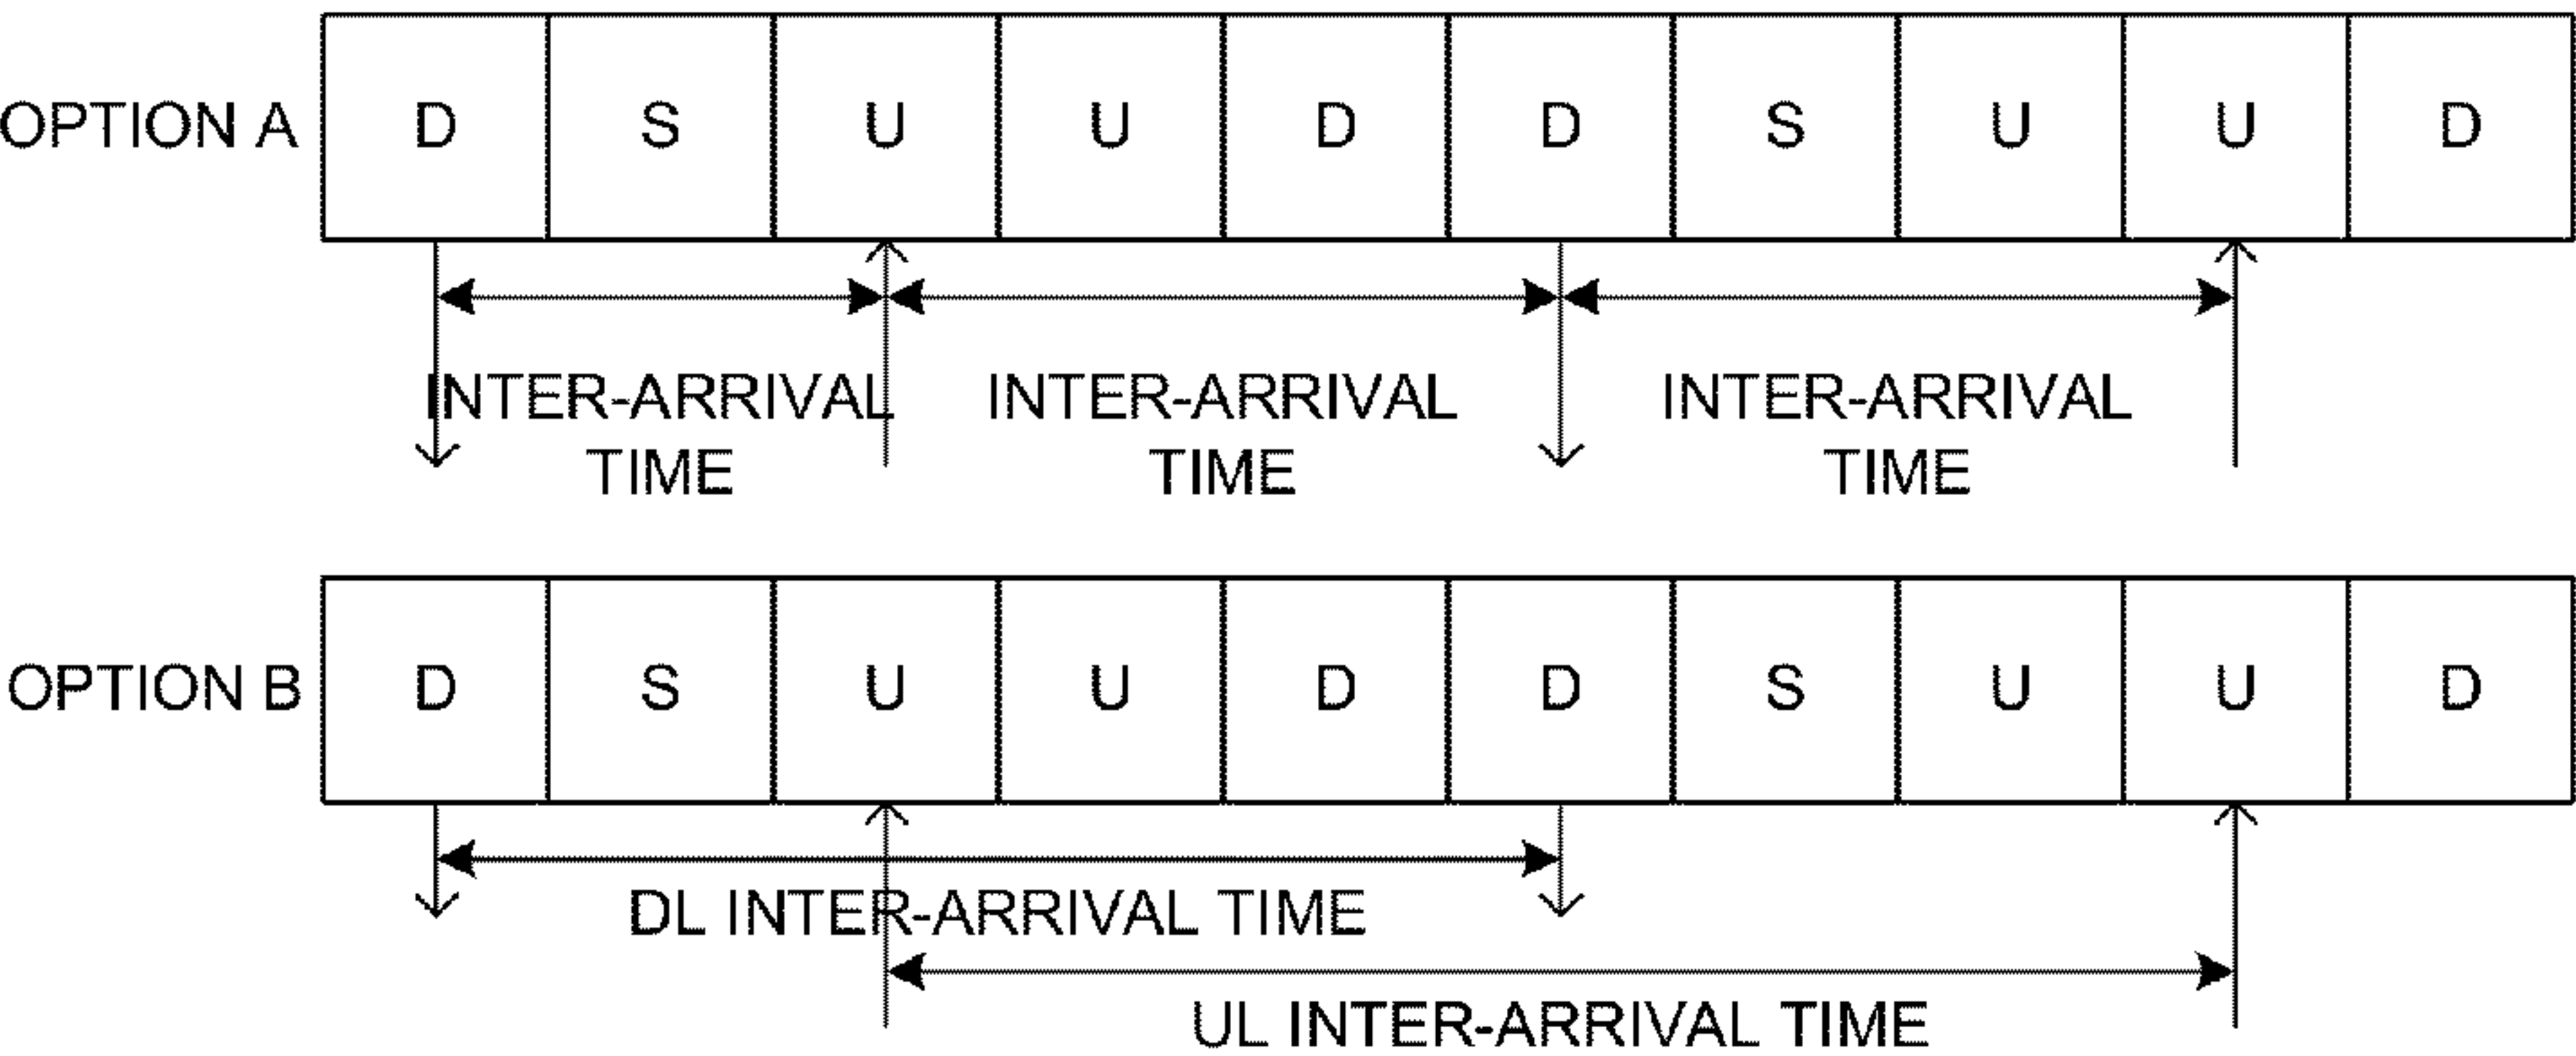 OPTION A D S U U D D S U U D
INTER-ARRIVAL TIME INTER-ARRIVAL TIME INTER-ARRIVAL TIME
OPTION B D S U U D D S U U D
DL INTER-ARRIVAL TIME
UL INTER-ARRIVAL TIME